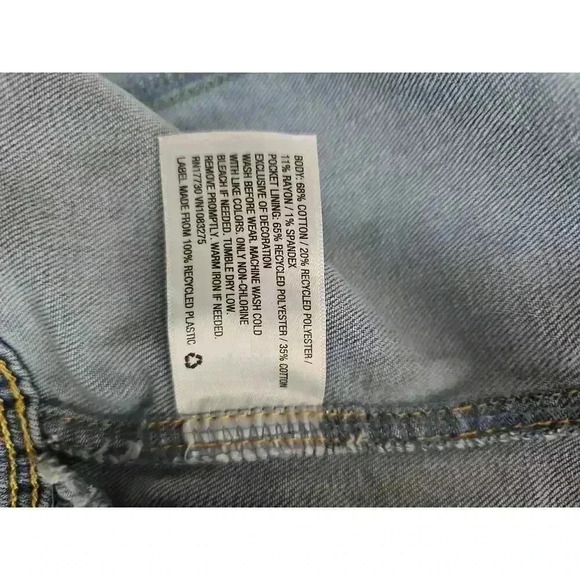 BODY: 68% COTTON / 20% RECYCLED POLYESTER /
11% RAYON / 1% SPANDEX
POCKET LINING: 65% RECYCLED POLYESTER / 35% COTTON
EXCLUSIVE OF DECORATION
WASH BEFORE WEAR. MACHINE WASH COLD
WITH LIKE COLORS. ONLY NON-CHLORINE
BLEACH IF NEEDED. TUMBLE DRY LOW.
REMOVE PROMPTLY. WARM IRON IF NEEDED.
RN17730 VN1083275
LABEL MADE FROM 100% RECYCLED PLASTIC